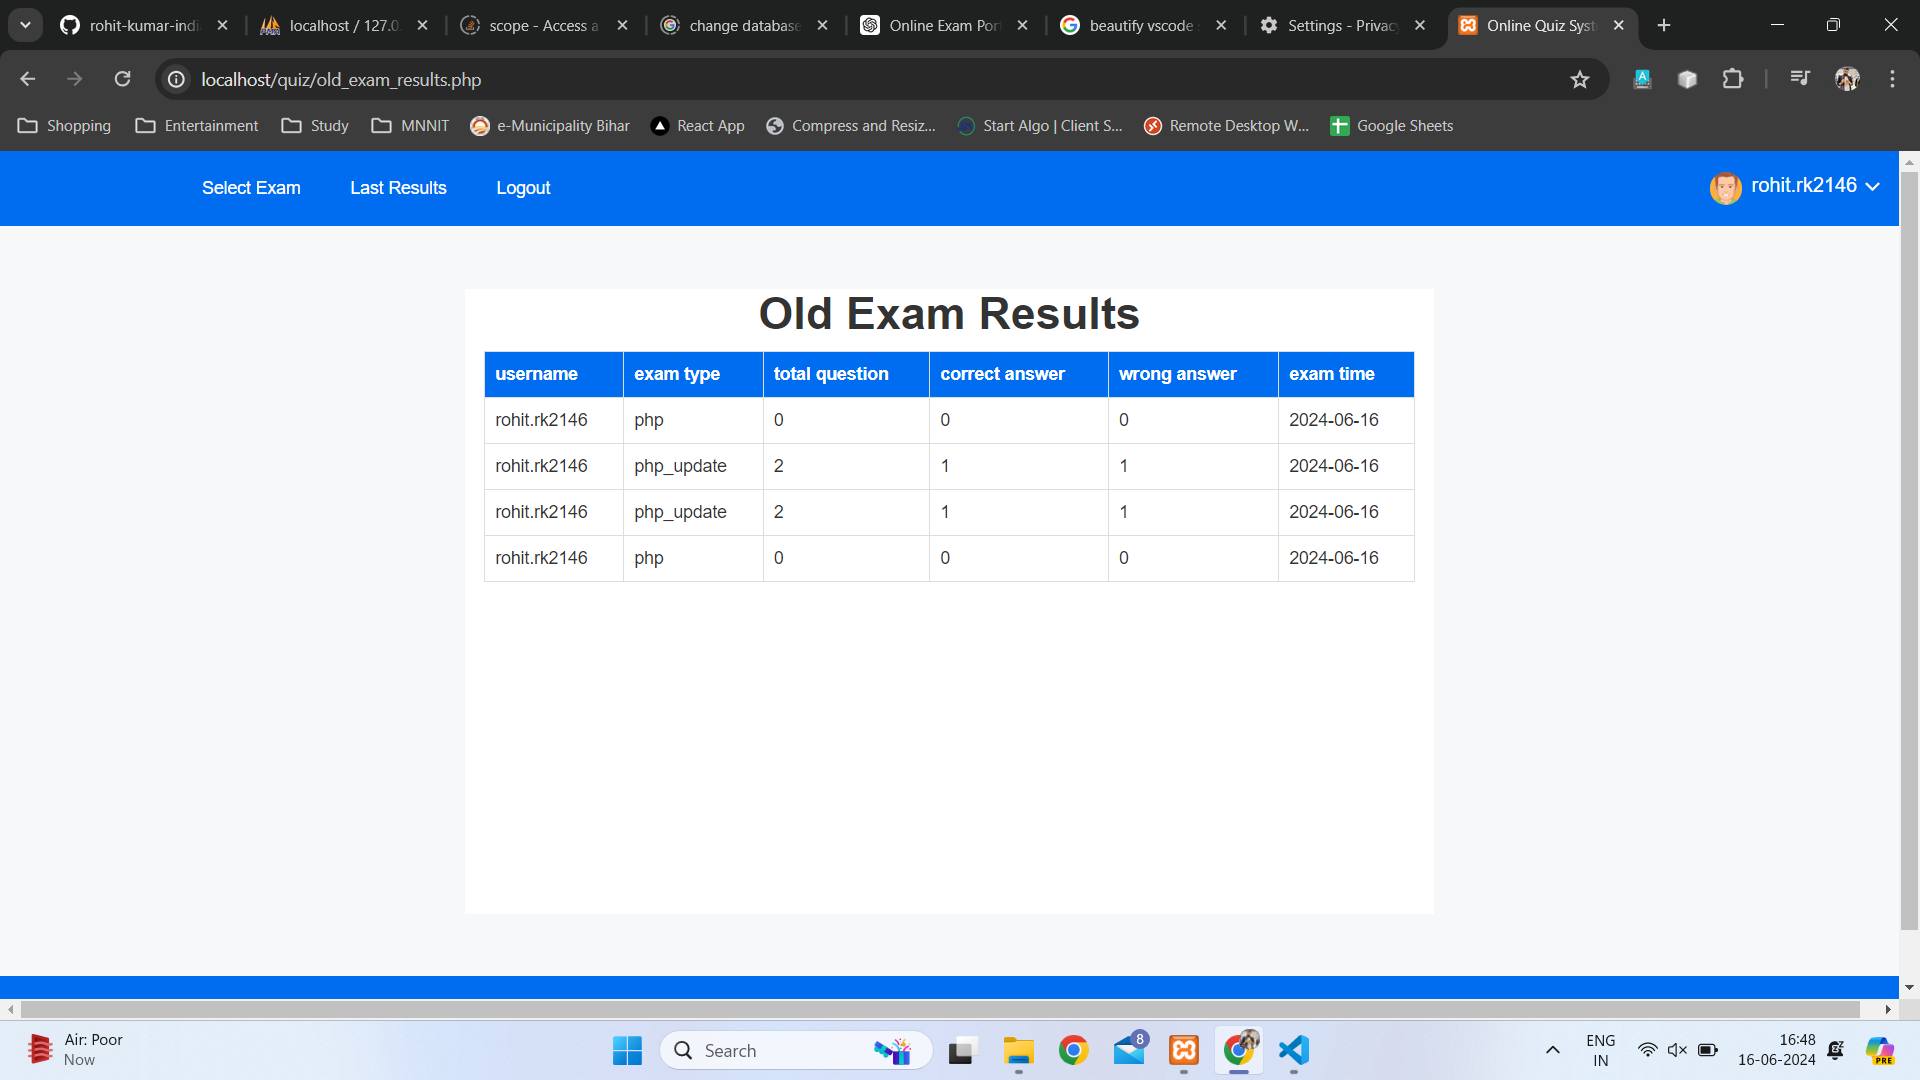 rohit-kumar-indi
localhost / 127.0.
scope - Access a
change database
Online Exam Por
beautify vscode
Settings - Privac
Online Quiz Syst
localhost/quiz/old_exam_results.php
Shopping Entertainment Study MNNIT e-Municipality Bihar React App Compress and Resiz... Start Algo | Client S... Remote Desktop W... Google Sheets
Select Exam Last Results Logout rohit.rk2146
Old Exam Results
username exam type total question correct answer wrong answer exam time
rohit.rk2146 php 0 0 0 2024-06-16
rohit.rk2146 php_update 2 1 1 2024-06-16
rohit.rk2146 php_update 2 1 1 2024-06-16
rohit.rk2146 php 0 0 0 2024-06-16
Air: Poor
Now
Search
8
ENG
IN
16:48
16-06-2024
PRE